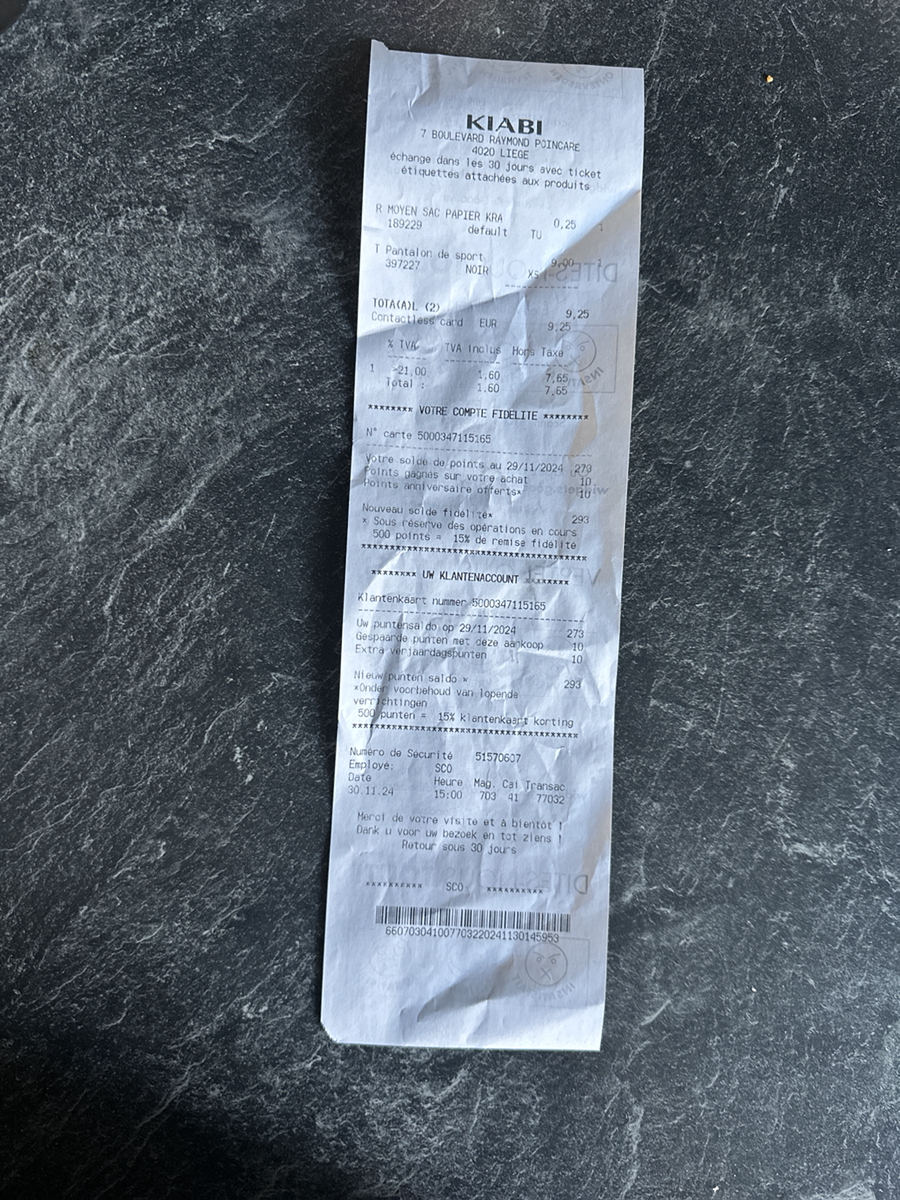 KIABI
7 BOULEVARD RAYMOND POINCARE
4020 LIEGE
échange dans les 30 jours avec ticket
étiquettes attachées aux produits
R MOYEN SAC PAPIER KRA 0,25
189229 default TU
T Pantalon de sport 9,00
397227 NOIR XS
TOTA(A)L (2) 9,25
Contactless card EUR 9,25
% TVA TVA inclus Hors Taxe
1 >21,00 1,60 7,65
Total : 1,60 7,65
******** VOTRE COMPTE FIDELITE ********
N° carte 5000347115165
Votre solde de points au 29/11/2024
Points gagnés sur votre achat 10
Points anniversaire offerts* 10
Nouveau solde fidélité* 293
* Sous réserve des opérations en cours
500 points = 15% de remise fidélité
******** UW KLANTENACCOUNT ********
Klantenkaart nummer 5000347115165
Uw puntensaldo op 29/11/2024 273
Gespaarde punten met deze aankoop 10
Extra verjaardagspunten 10
Nieuw punten saldo * 293
*Onder voorbehoud van lopende
verrichtingen
500 punten = 15% klantenkaart korting
Numéro de Sécurité 51570607
Employé: SCO
Date Heure Mag. Cai Transac
30.11.24 15:00 703 41 77032
Merci de votre visite et à bientôt !
Dank u voor uw bezoek en tot ziens !
Retour sous 30 jours
********** SCO **********
660703041007703220241130145953